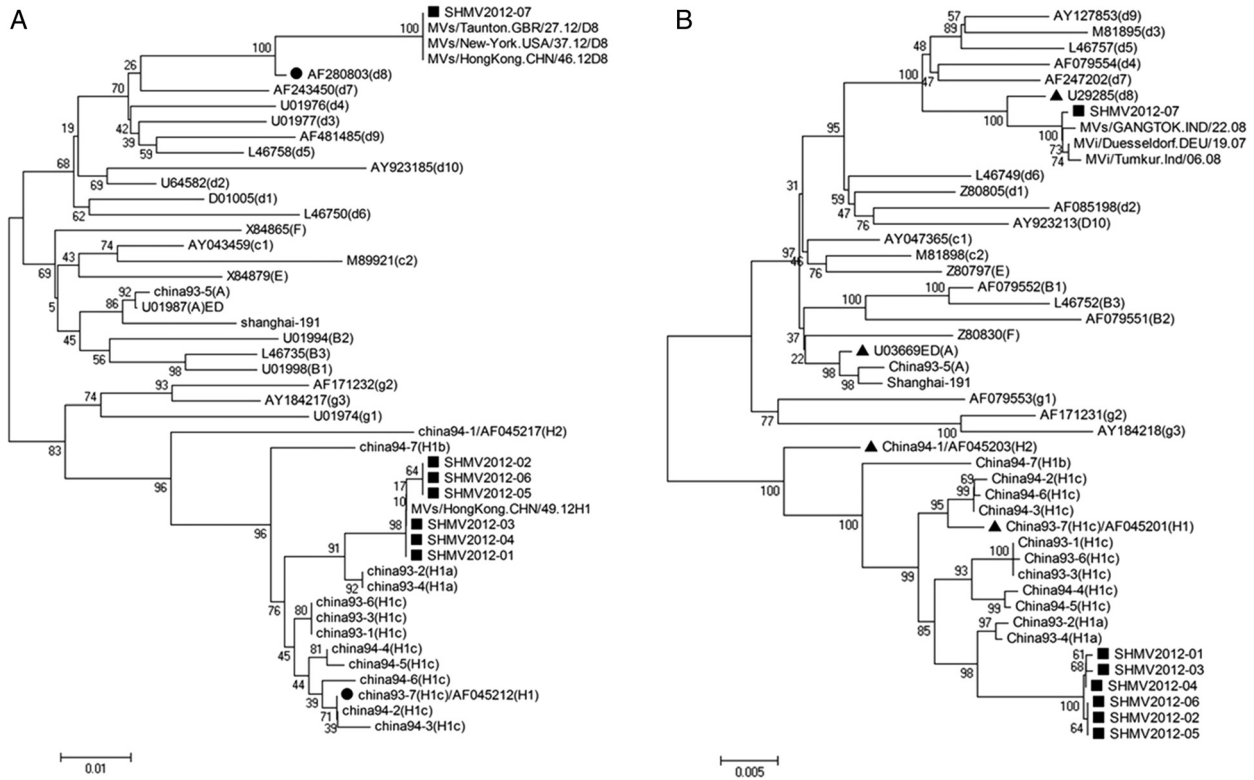 A
100
SHMV2012-07
MVs/Taunton.GBR/27.12/D8
MVs/New-York.USA/37.12/D8
MVs/HongKong.CHN/46.12D8
100
AF280803(d8)
26
AF243450(d7)
70
U01976(d4)
U01977(d3)
42
AF481485(d9)
39
59
L46758(d5)
19
AY923185(d10)
68
69
U64582(d2)
D01005(d1)
62
L46750(d6)
X84865(F)
74
AY043459(c1)
43
M89921(c2)
69
X84879(E)
92
china93-5(A)
5
86
U01987(A)ED
shanghai-191
45
U01994(B2)
56
L46735(B3)
98
U01998(B1)
93
AF171232(g2)
74
AY184217(g3)
U01974(g1)
83
china94-1/AF045217(H2)
96
china94-7(H1b)
64
SHMV2012-02
17
SHMV2012-06
10
SHMV2012-05
MVs/HongKong.CHN/49.12H1
98
SHMV2012-03
96
SHMV2012-04
91
SHMV2012-01
china93-2(H1a)
92
china93-4(H1a)
76
china93-6(H1c)
80
china93-3(H1c)
china93-1(H1c)
45
81
china94-4(H1c)
china94-5(H1c)
44
china94-6(H1c)
39
china93-7(H1c)/AF045212(H1)
71
china94-2(H1c)
39
china94-3(H1c)
0.01
B
57
AY127853(d9)
89
M81895(d3)
48
L46757(d5)
AF079554(d4)
100
47
AF247202(d7)
U29285(d8)
100
SHMV2012-07
100
MVs/GANGTOK.IND/22.08
95
73
MVi/Duesseldorf.DEU/19.07
74
MVi/Tumkur.Ind/06.08
L46749(d6)
31
59
Z80805(d1)
47
AF085198(d2)
76
AY923213(D10)
AY047365(c1)
97
46
M81898(c2)
76
Z80797(E)
100
AF079552(B1)
100
L46752(B3)
AF079551(B2)
37
Z80830(F)
22
U03669ED(A)
98
China93-5(A)
98
Shanghai-191
AF079553(g1)
77
AF171231(g2)
100
AY184218(g3)
China94-1/AF045203(H2)
100
China94-7(H1b)
69
China94-2(H1c)
99
China94-6(H1c)
95
China94-3(H1c)
100
China93-7(H1c)/AF045201(H1)
China93-1(H1c)
100
China93-6(H1c)
99
93
china93-3(H1c)
China94-4(H1c)
99
China94-5(H1c)
97
China93-2(H1a)
85
China93-4(H1a)
61
SHMV2012-01
98
68
SHMV2012-03
SHMV2012-04
100
SHMV2012-06
SHMV2012-02
64
SHMV2012-05
0.005